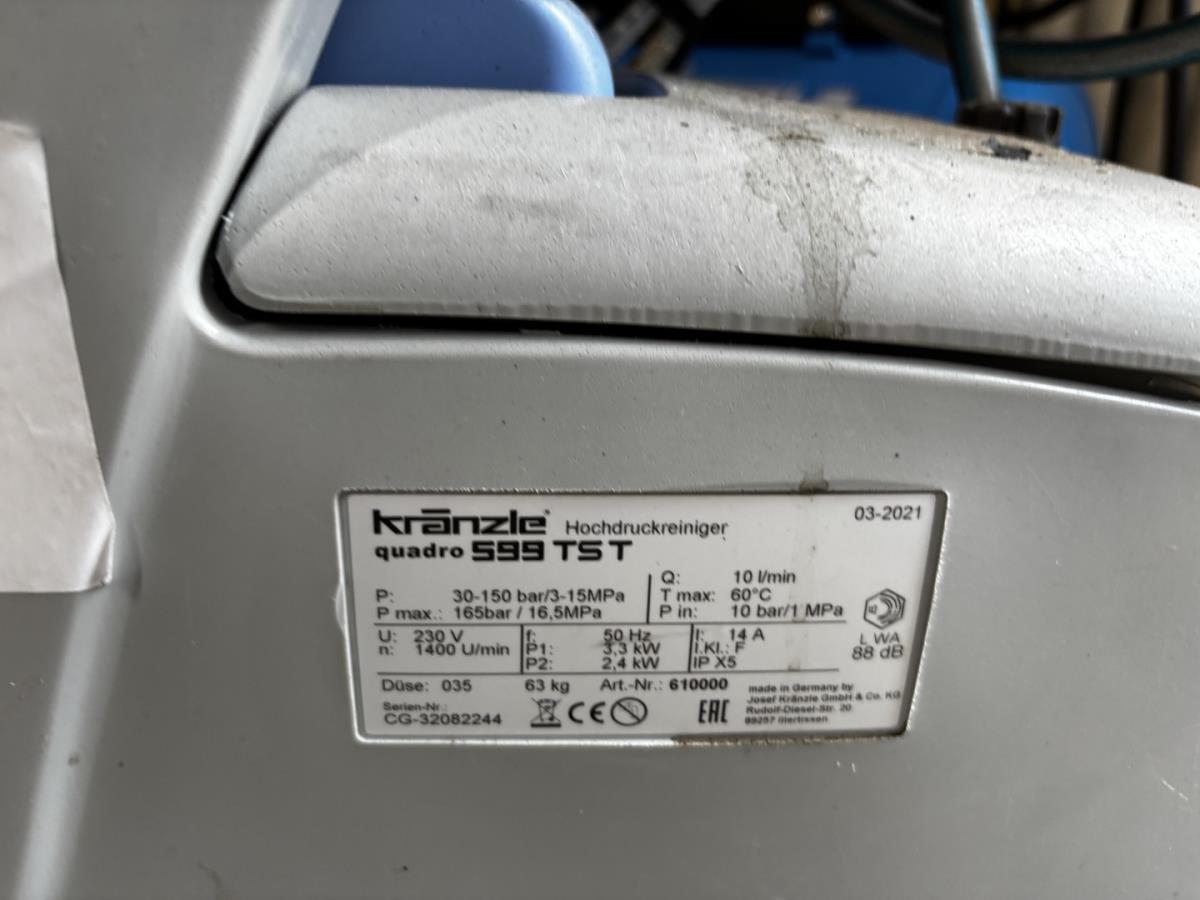 kränzle Hochdruckreiniger 03-2021
quadro 599 TS T
Q: 10 l/min
P: 30-150 bar/3-15MPa T max: 60°C
P max.: 165bar / 16,5MPa P in: 10 bar/1 MPa
U: 230 V f: 50 Hz I: 14 A
n: 1400 U/min P1: 3,3 kW I.Kl.: F
P2: 2,4 kW IP X5
L WA
88 dB
Düse: 035 63 kg Art.-Nr.: 610000
Serien-Nr.:
CG-32082244
CE EAC
made in Germany by
Josef Kränzle GmbH & Co. KG
Rudolf-Diesel-Str. 20
89257 Illertissen